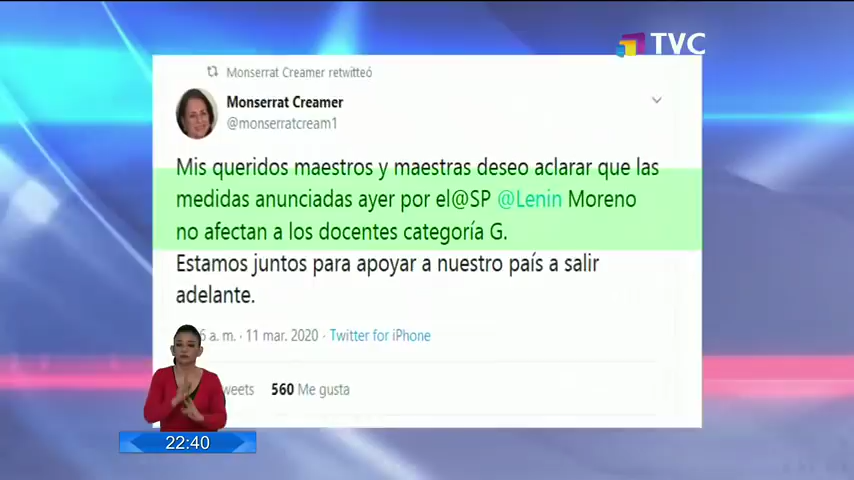 TVC
Monserrat Creamer retwitteó
Monserrat Creamer
@monserratcream1
Mis queridos maestros y maestras deseo aclarar que las
medidas anunciadas ayer por el@SP @Lenin Moreno
no afectan a los docentes categoría G.
Estamos juntos para apoyar a nuestro país a salir
adelante.
a. m. · 11 mar. 2020 · Twitter for iPhone
560 Me gusta
22:40